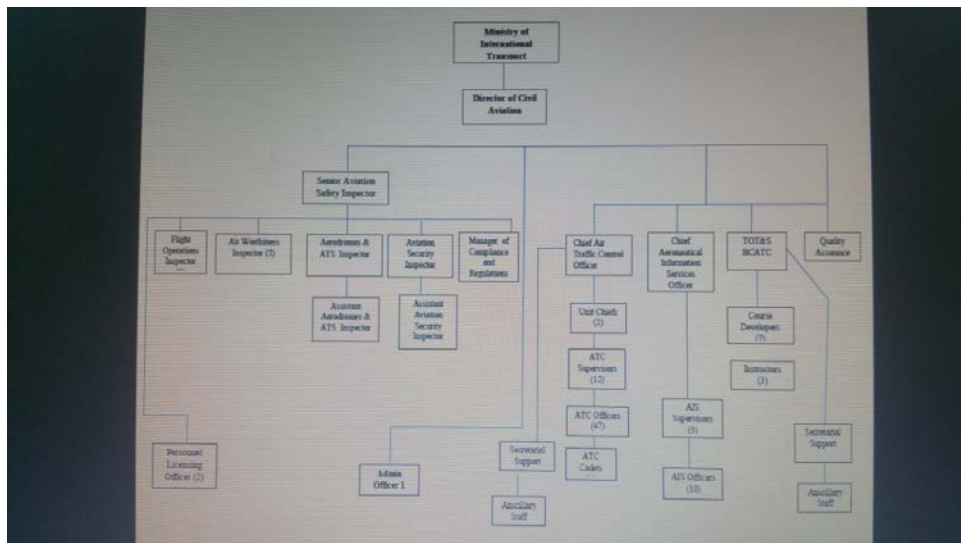 Ministry of
International
Transport
Director of Civil
Aviation
Senior Aviation
Safety Inspector
Flight
Operations
Inspector
Air Worthiness
Inspector (2)
Aerodromes &
ATS Inspector
Aviation
Security
Inspector
Manager of
Compliance
and
Regulations
Chief Air
Traffic Control
Officer
Chief
Aeronautical
Information
Services
Officer
TOT&S
BCATC
Quality
Assurance
Assistant
Aerodromes &
ATS Inspector
Assistant
Aviation
Security
Inspector
Unit Chiefs
(2)
Course
Developers
ATC
Supervisors
(12)
Instructors
(3)
ATC Officers
(47)
AIS
Supervisors
(3)
Personnel
Licensing
Officer (2)
Admin
Officer 1
Secretarial
Support
ATC
Cadets
Secretarial
Support
AIS Officers
(10)
Ancillary
Staff
Ancillary
Staff